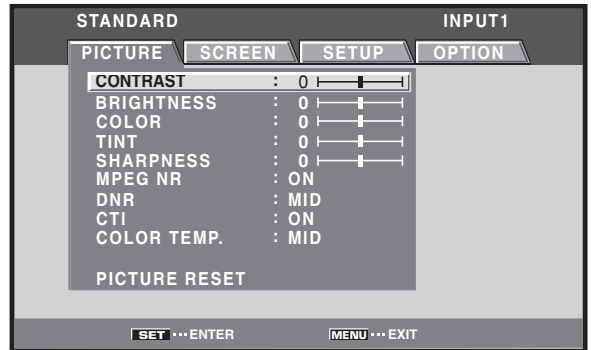 STANDARD INPUT1
PICTURE SCREEN SETUP OPTION
CONTRAST : 0
BRIGHTNESS : 0
COLOR : 0
TINT : 0
SHARPNESS : 0
MPEG NR : ON
DNR : MID
CTI : ON
COLOR TEMP. : MID
PICTURE RESET
SET ··· ENTER MENU ··· EXIT